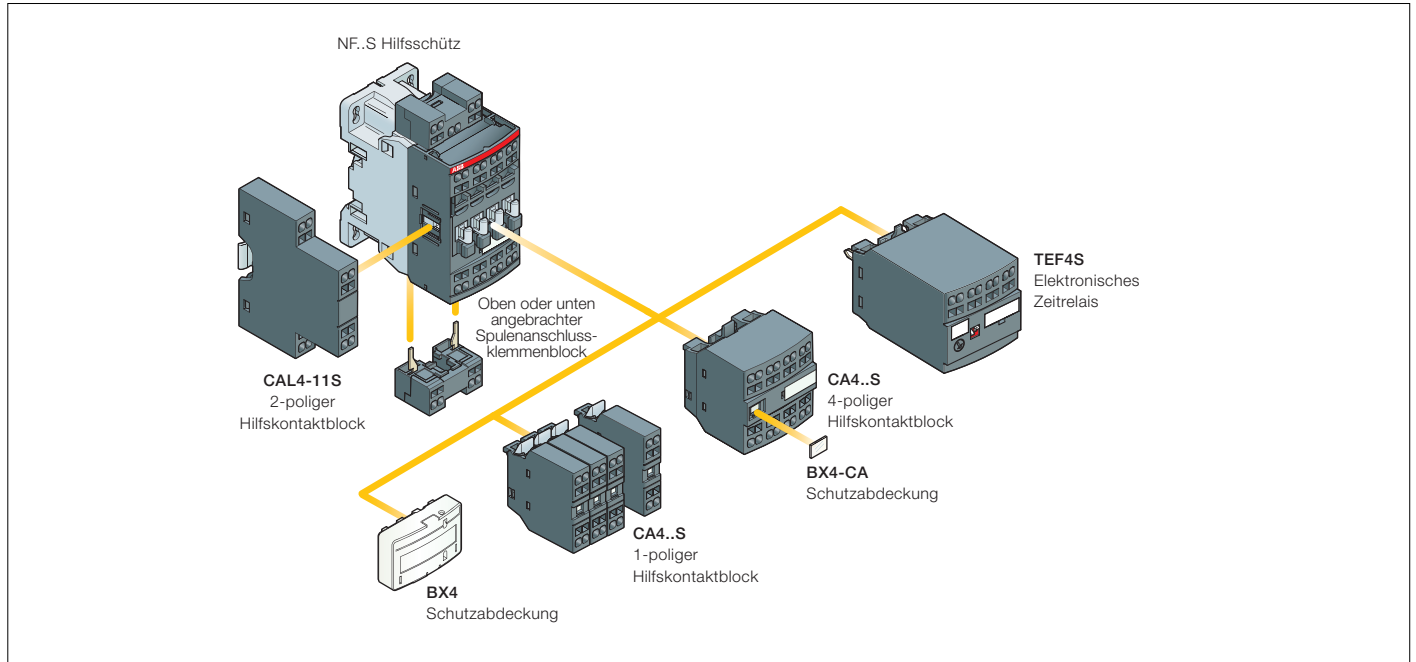 NF..S Hilfsschütz
ABB
Oben oder unten
angebrachter
Spulenanschluss-
klemmenblock
CAL4-11S
2-poliger
Hilfskontaktblock
TEF4S
Elektronisches
Zeitrelais
CA4..S
4-poliger
Hilfskontaktblock
BX4-CA
Schutzabdeckung
CA4..S
1-poliger
Hilfskontaktblock
BX4
Schutzabdeckung